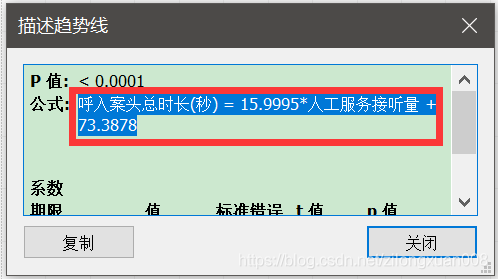 描述趋势线
P 值: < 0.0001
公式: 呼入案头总时长(秒) = 15.9995*人工服务接听量 +
73.3878
系数
期限 值 标准错误 t 值 p 值
复制 关闭
https://blog.csdn.net/zhongxuan008